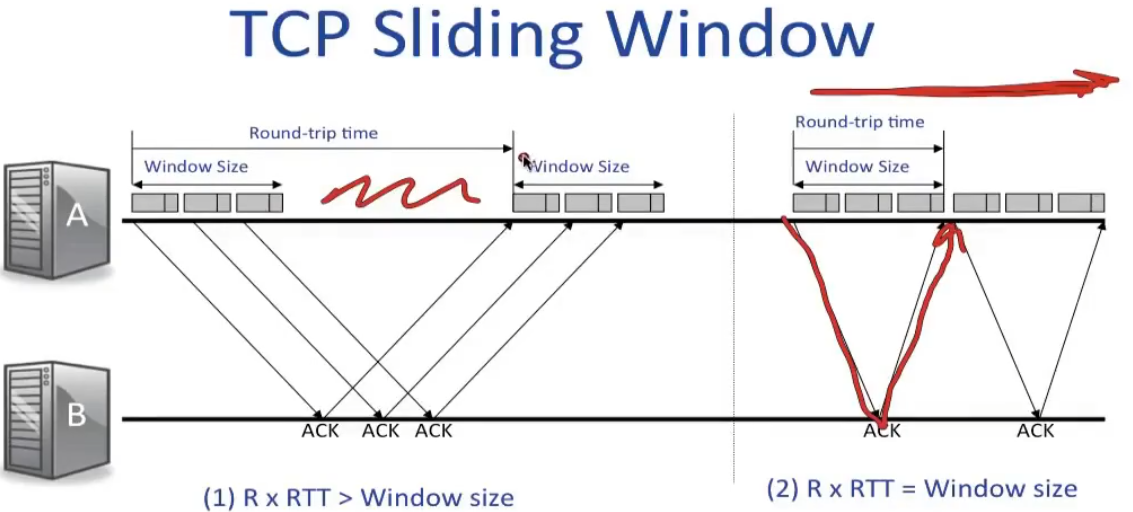 TCP Sliding Window
Round-trip time
Window Size
Window Size
Round-trip time
Window Size
A
B
ACK ACK ACK
ACK ACK
(1) R x RTT > Window size
(2) R x RTT = Window size